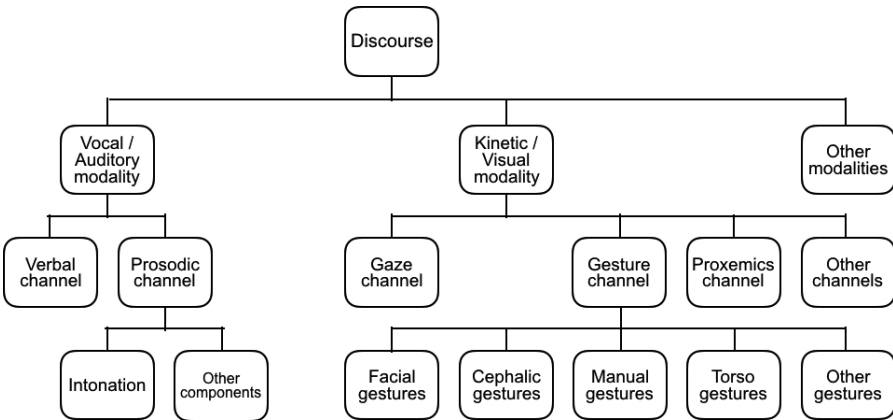 Discourse
Vocal /
Auditory
modality
Kinetic /
Visual
modality
Other
modalities
Verbal
channel
Prosodic
channel
Gaze
channel
Gesture
channel
Proxemics
channel
Other
channels
Intonation
Other
components
Facial
gestures
Cephalic
gestures
Manual
gestures
Torso
gestures
Other
gestures